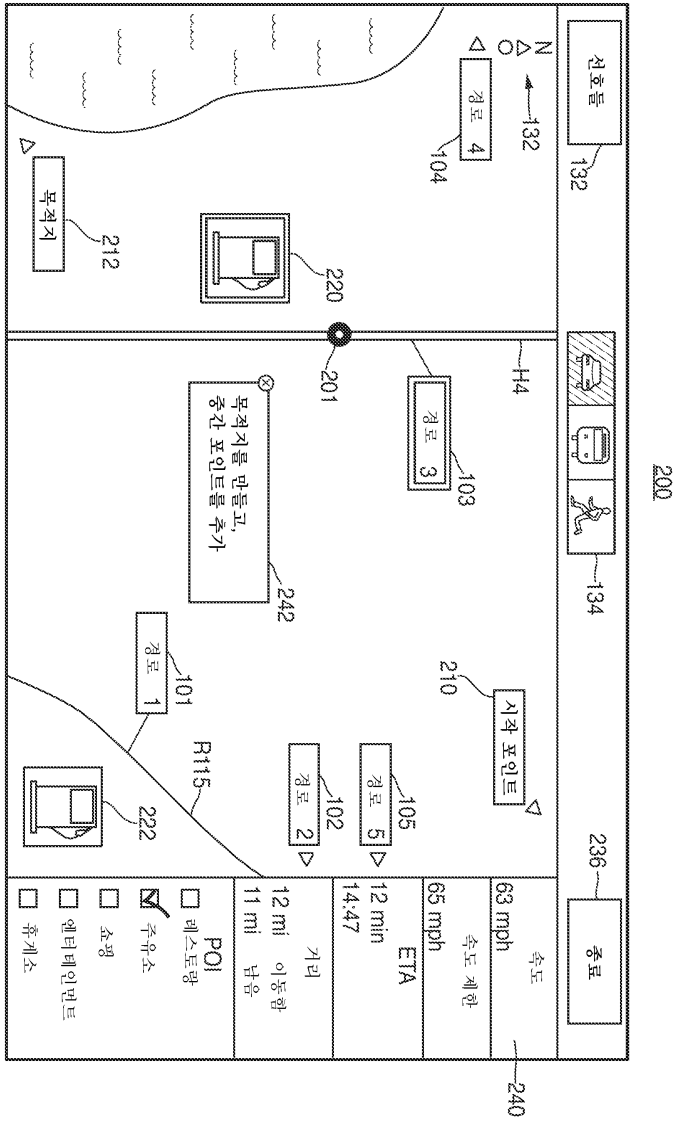 200
선호들
132
134
236
종료
N
132
경로 4
104
H4
210
시작 포인트
경로 3
103
220
201
212
목적지
목적지를 만들고,
중간 포인트를 추가
242
경로 1
101
R115
경로 5
105
경로 2
102
222
240
속도
63 mph
속도 제한
65 mph
ETA
12 min
14:47
거리
12 mi 이동함
11 mi 남음
POI
레스토랑
주유소
쇼핑
엔터테인먼트
휴게소